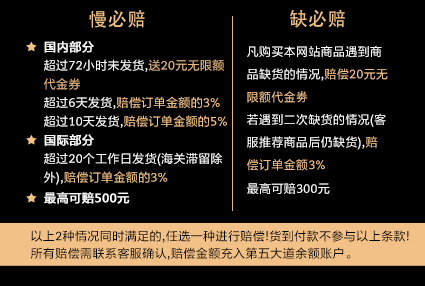 慢必赔
国内部分
超过72小时未发货,送20元无限额
代金券
超过6天发货,赔偿订单金额的3%
超过10天发货,赔偿订单金额的5%
国际部分
超过20个工作日发货(海关滞留除
外),赔偿订单金额的3%
最高可赔500元
缺必赔
凡购买本网站商品遇到商
品缺货的情况,赔偿20元无
限额代金券
若遇到二次缺货的情况(客
服推荐商品后仍缺货),赔
偿订单金额3%
最高可赔300元
以上2种情况同时满足的,任选一种进行赔偿!货到付款不参与以上条款!
所有赔偿需联系客服确认,赔偿金额充入第五大道余额账户。